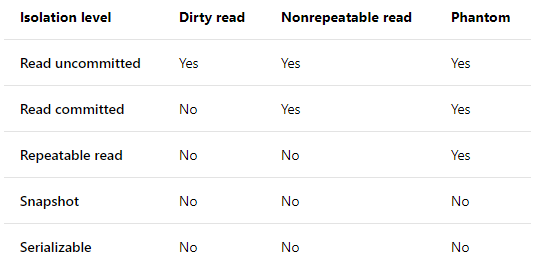 Isolation level Dirty read Nonrepeatable read Phantom
Read uncommitted Yes Yes Yes
Read committed No Yes Yes
Repeatable read No No Yes
Snapshot No No No
Serializable No No No